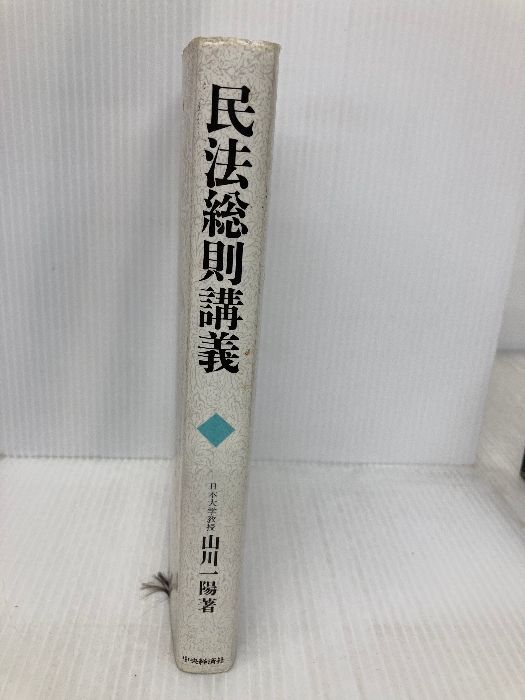 民法総則講義
日本大学教授 山川一陽著
中央経済社